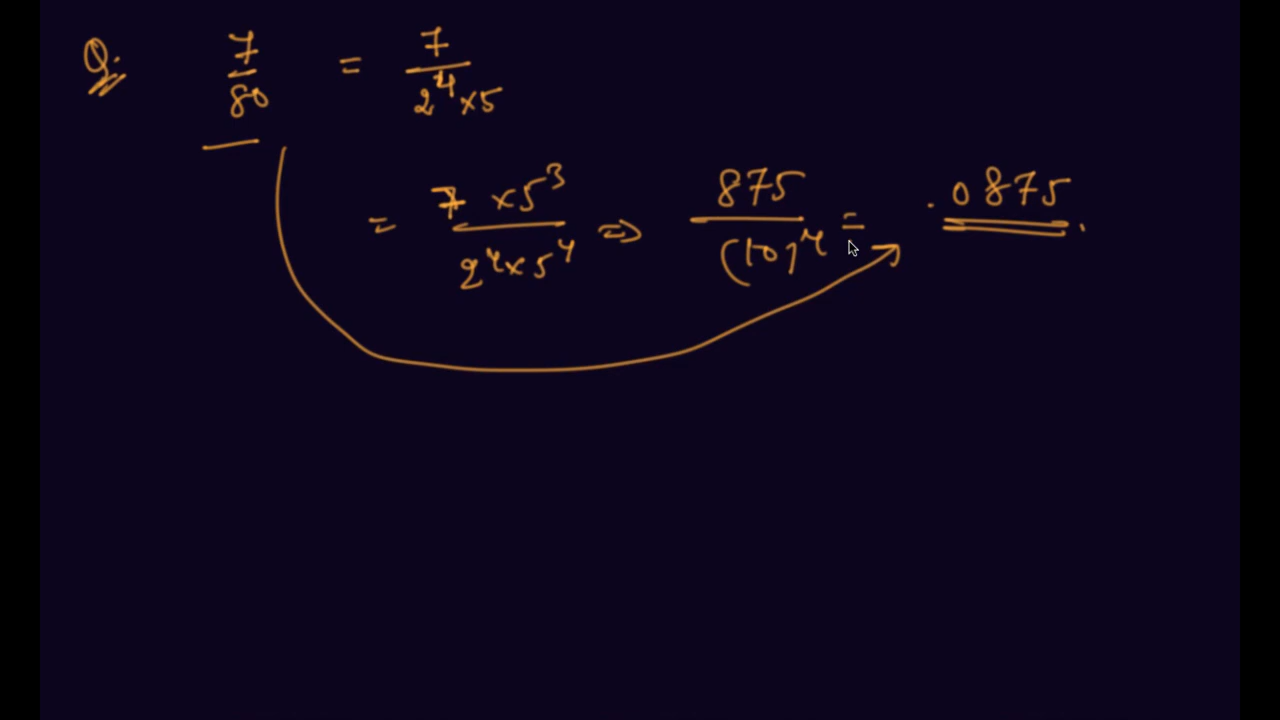 Q. 7/80 = 7/2^4×5
= 7×5^3/2^4×5^4 ⇒ 875/(10)^4 = .0875.